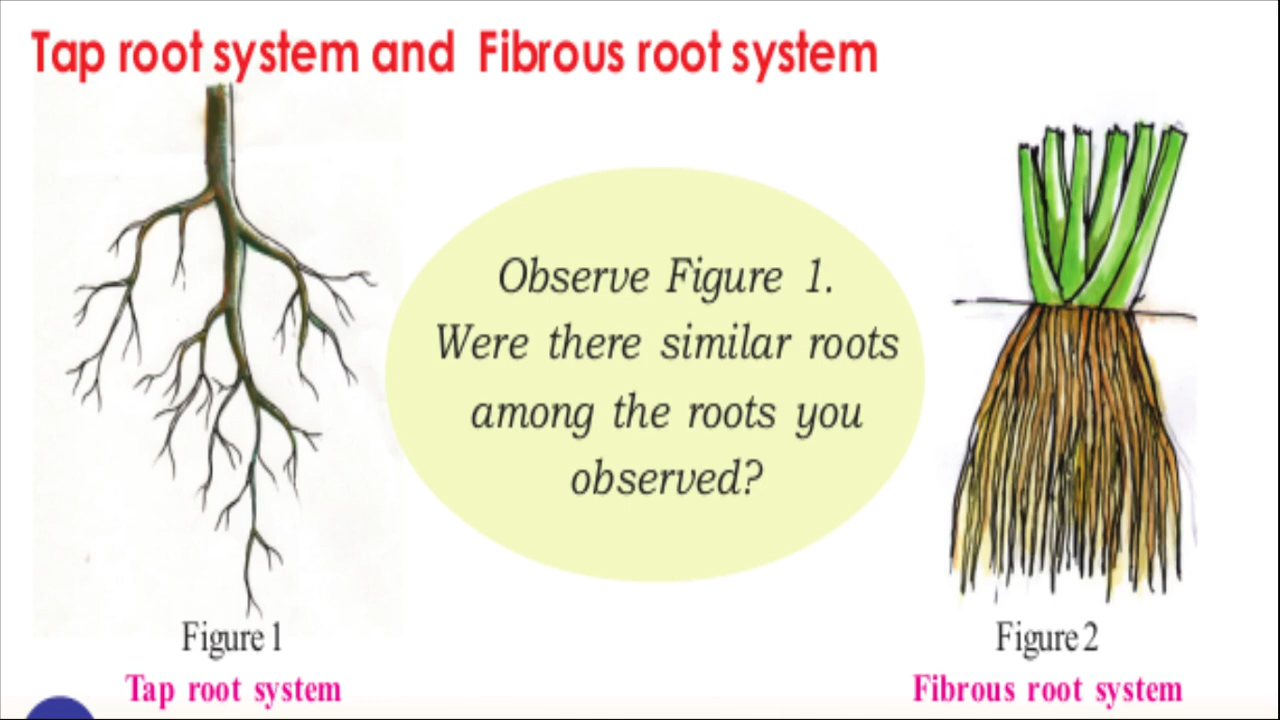 Tap root system and Fibrous root system
Observe Figure 1.
Were there similar roots
among the roots you
observed?
Figure 1
Tap root system
Figure 2
Fibrous root system